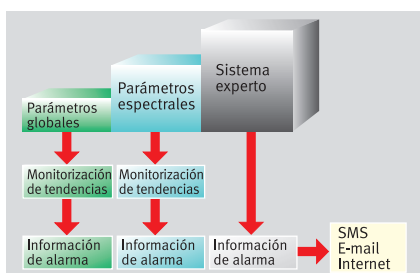 Parámetros
globales
Parámetros
espectrales
Sistema
experto
Monitorización
de tendencias
Monitorización
de tendencias
Información
de alarma
Información
de alarma
Información
de alarma
SMS
E-mail
Internet